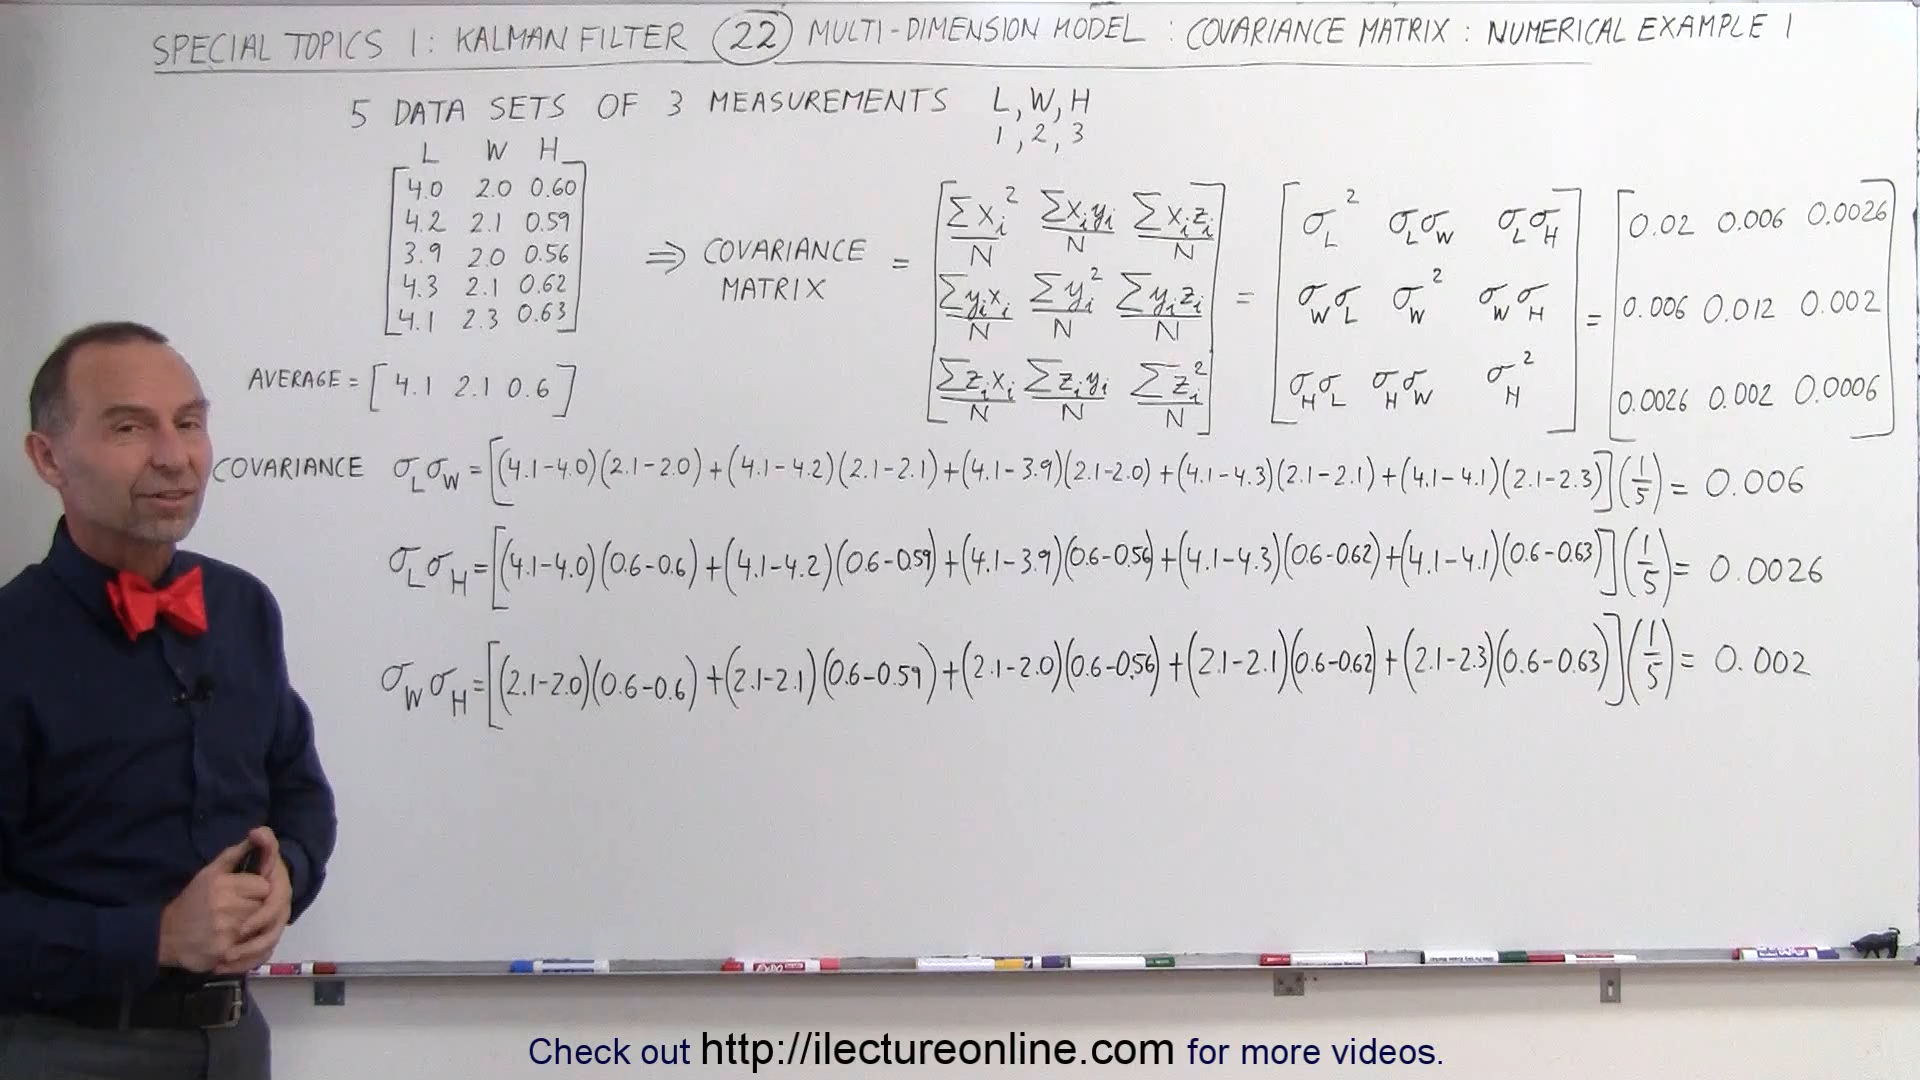 SPECIAL TOPICS 1: KALMAN FILTER (22) MULTI-DIMENSION MODEL : COVARIANCE MATRIX : NUMERICAL EXAMPLE 1
5 DATA SETS OF 3 MEASUREMENTS L, W, H
1, 2, 3
L W H
4.0 2.0 0.60
4.2 2.1 0.59
3.9 2.0 0.56
4.3 2.1 0.62
4.1 2.3 0.63
⇒ COVARIANCE MATRIX =
[Σxᵢ²/N Σxᵢyᵢ/N Σxᵢzᵢ/N
Σyᵢxᵢ/N Σyᵢ²/N Σyᵢzᵢ/N
Σzᵢxᵢ/N Σzᵢyᵢ/N Σzᵢ²/N]
= [σ_L² σ_Lσ_W σ_Lσ_H
σ_Wσ_L σ_W² σ_Wσ_H
σ_Hσ_L σ_Hσ_W σ_H²]
= [0.02 0.006 0.0026
0.006 0.012 0.002
0.0026 0.002 0.0006]
AVERAGE = [4.1 2.1 0.6]
COVARIANCE σ_Lσ_W = [(4.1-4.0)(2.1-2.0)+(4.1-4.2)(2.1-2.1)+(4.1-3.9)(2.1-2.0)+(4.1-4.3)(2.1-2.1)+(4.1-4.1)(2.1-2.3)](1/5) = 0.006
σ_Lσ_H = [(4.1-4.0)(0.6-0.6)+(4.1-4.2)(0.6-0.59)+(4.1-3.9)(0.6-0.56)+(4.1-4.3)(0.6-0.62)+(4.1-4.1)(0.6-0.63)](1/5) = 0.0026
σ_Wσ_H = [(2.1-2.0)(0.6-0.6)+(2.1-2.1)(0.6-0.59)+(2.1-2.0)(0.6-0.56)+(2.1-2.1)(0.6-0.62)+(2.1-2.3)(0.6-0.63)](1/5) = 0.002
EXPO
Check out http://ilectureonline.com for more videos.